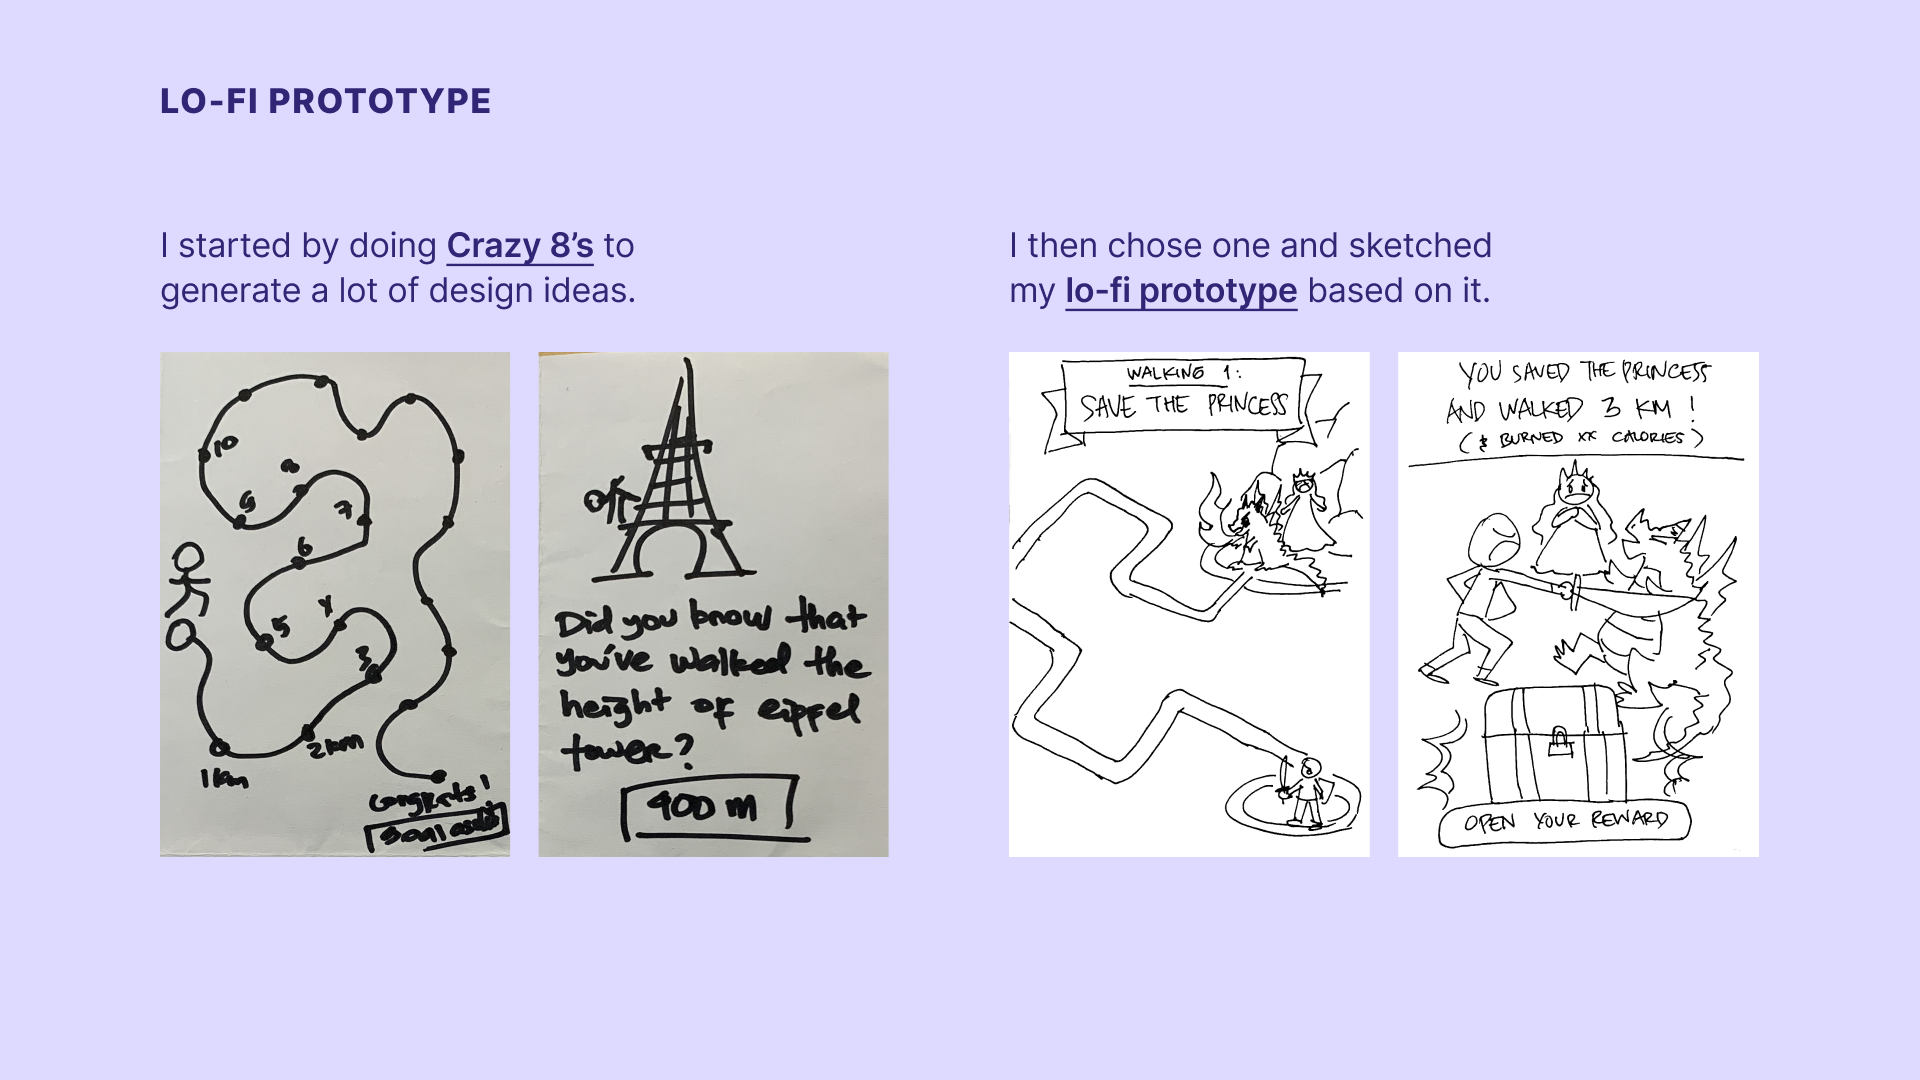 LO-FI PROTOTYPE
I started by doing Crazy 8’s to
generate a lot of design ideas.
10
9
8
7
6
5
4
3
2km
1km
Congrats!
Goal
Did you know that
you've walked the
height of eiffel
tower?
400 m
I then chose one and sketched
my lo-fi prototype based on it.
WALKING 1:
SAVE THE PRINCESS
YOU SAVED THE PRINCESS
AND WALKED 3 KM !
( & BURNED XX CALORIES )
OPEN YOUR REWARD